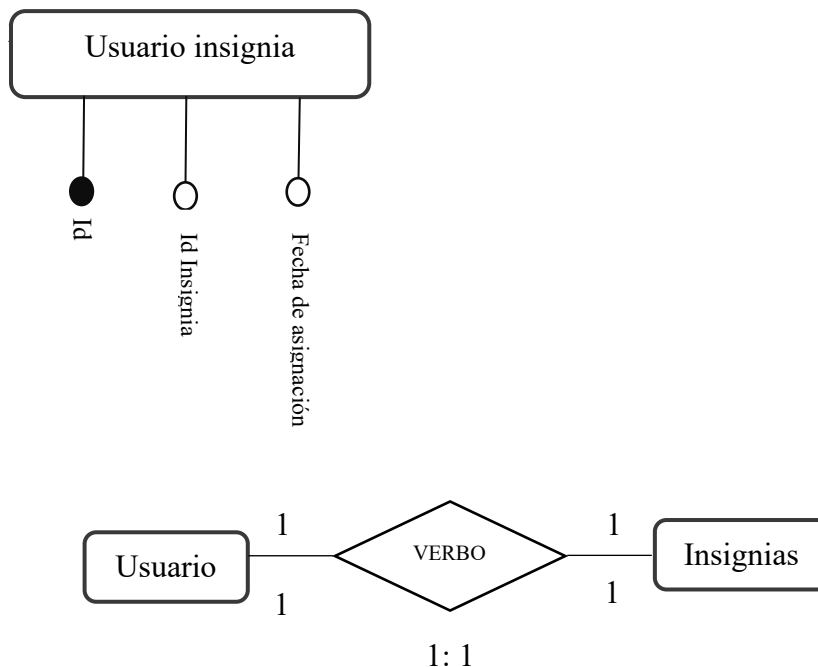 Usuario insignia
Id
Id Insignia
Fecha de asignación
1
1
VERBO
Usuario
Insignias
1
1
1: 1